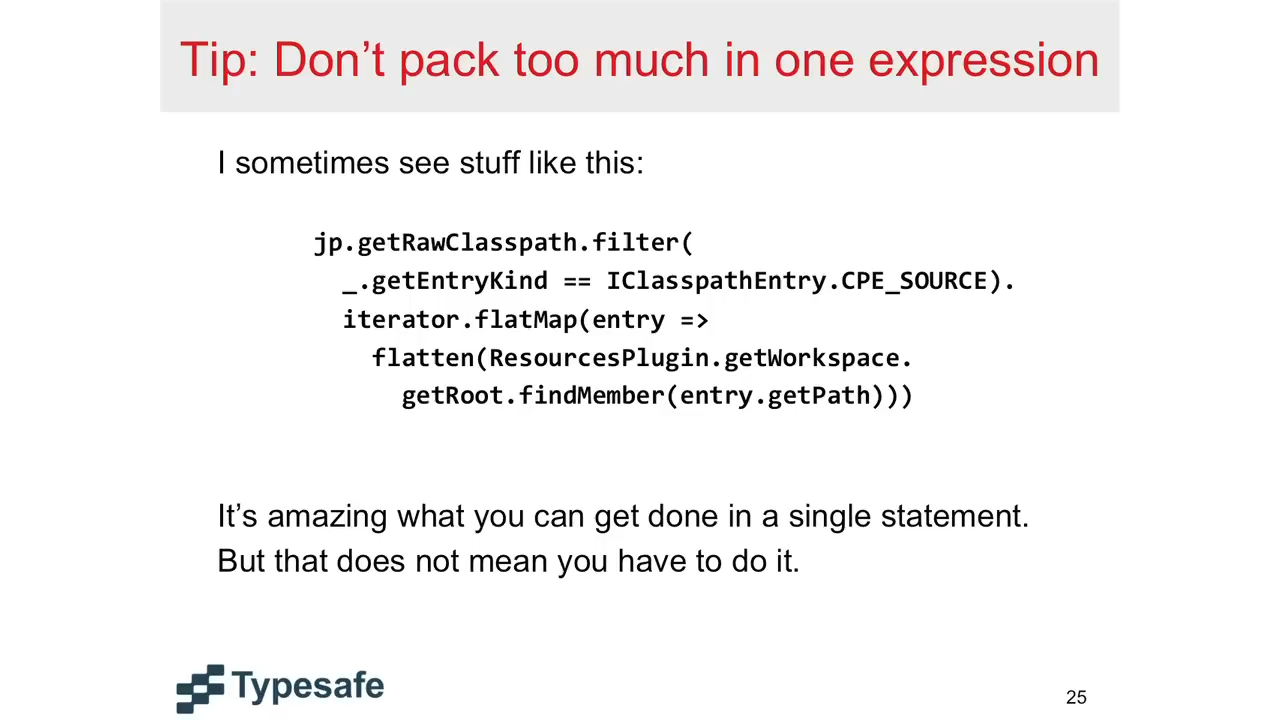 Tip: Don’t pack too much in one expression
I sometimes see stuff like this:
jp.getRawClasspath.filter(
_.getEntryKind == IClasspathEntry.CPE_SOURCE).
iterator.flatMap(entry =>
flatten(ResourcesPlugin.getWorkspace.
getRoot.findMember(entry.getPath)))
It’s amazing what you can get done in a single statement.
But that does not mean you have to do it.
Typesafe
25